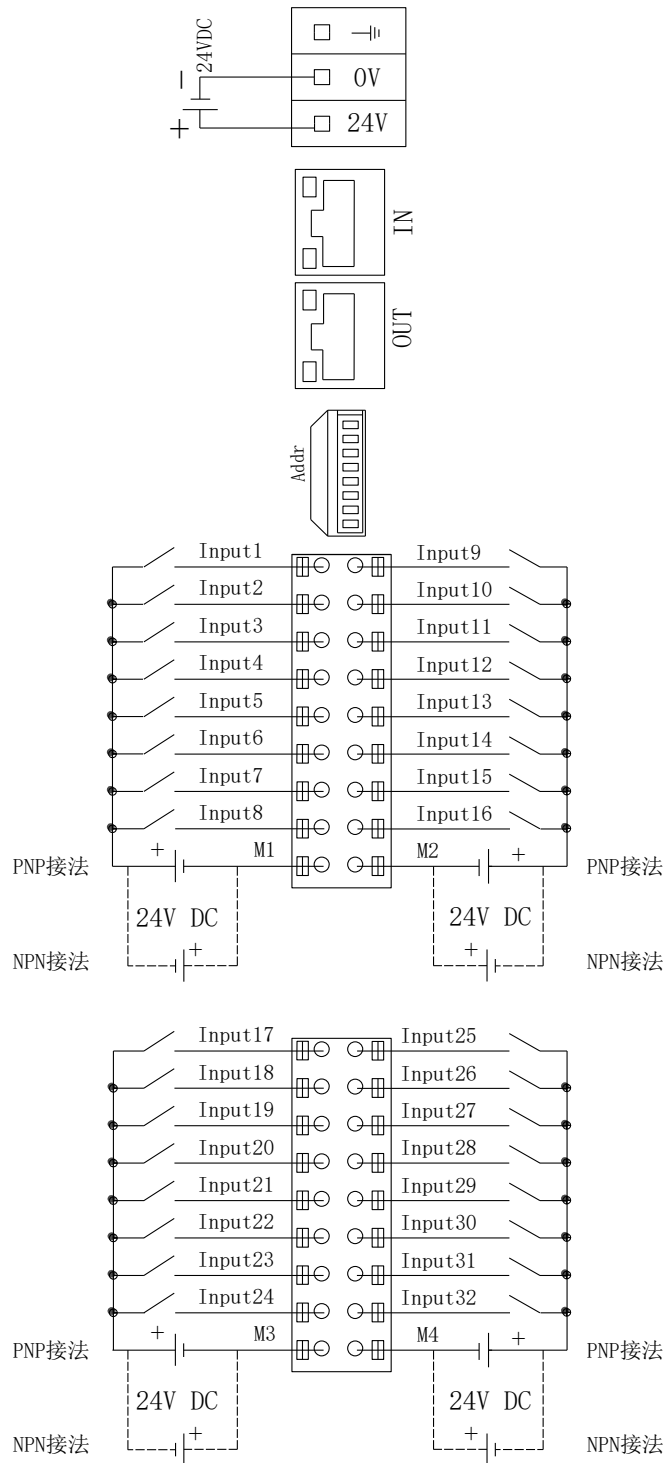 24VDC
−
+
0V
24V
IN
OUT
Addr
Input1 Input9
Input2 Input10
Input3 Input11
Input4 Input12
Input5 Input13
Input6 Input14
Input7 Input15
Input8 Input16
PNP接法 + M1 M2 + PNP接法
24V DC 24V DC
NPN接法 + + NPN接法
Input17 Input25
Input18 Input26
Input19 Input27
Input20 Input28
Input21 Input29
Input22 Input30
Input23 Input31
Input24 Input32
PNP接法 + M3 M4 + PNP接法
24V DC 24V DC
NPN接法 + + NPN接法